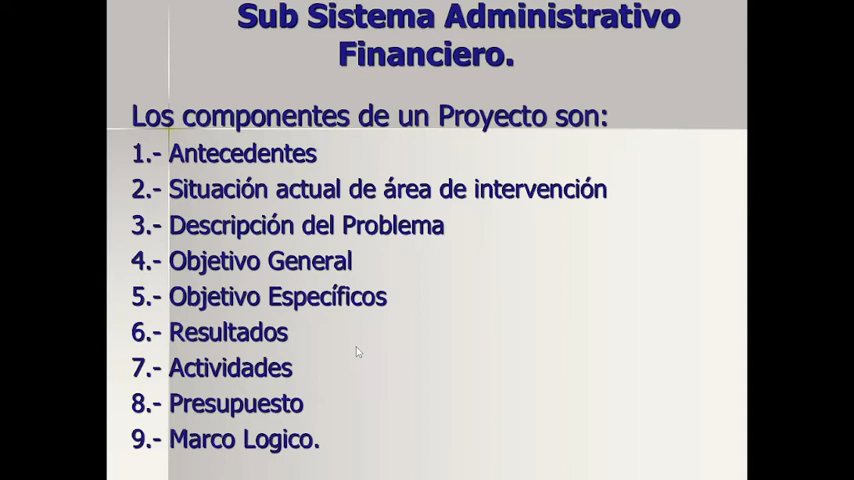 Sub Sistema Administrativo
Financiero.
Los componentes de un Proyecto son:
1.- Antecedentes
2.- Situación actual de área de intervención
3.- Descripción del Problema
4.- Objetivo General
5.- Objetivo Específicos
6.- Resultados
7.- Actividades
8.- Presupuesto
9.- Marco Logico.